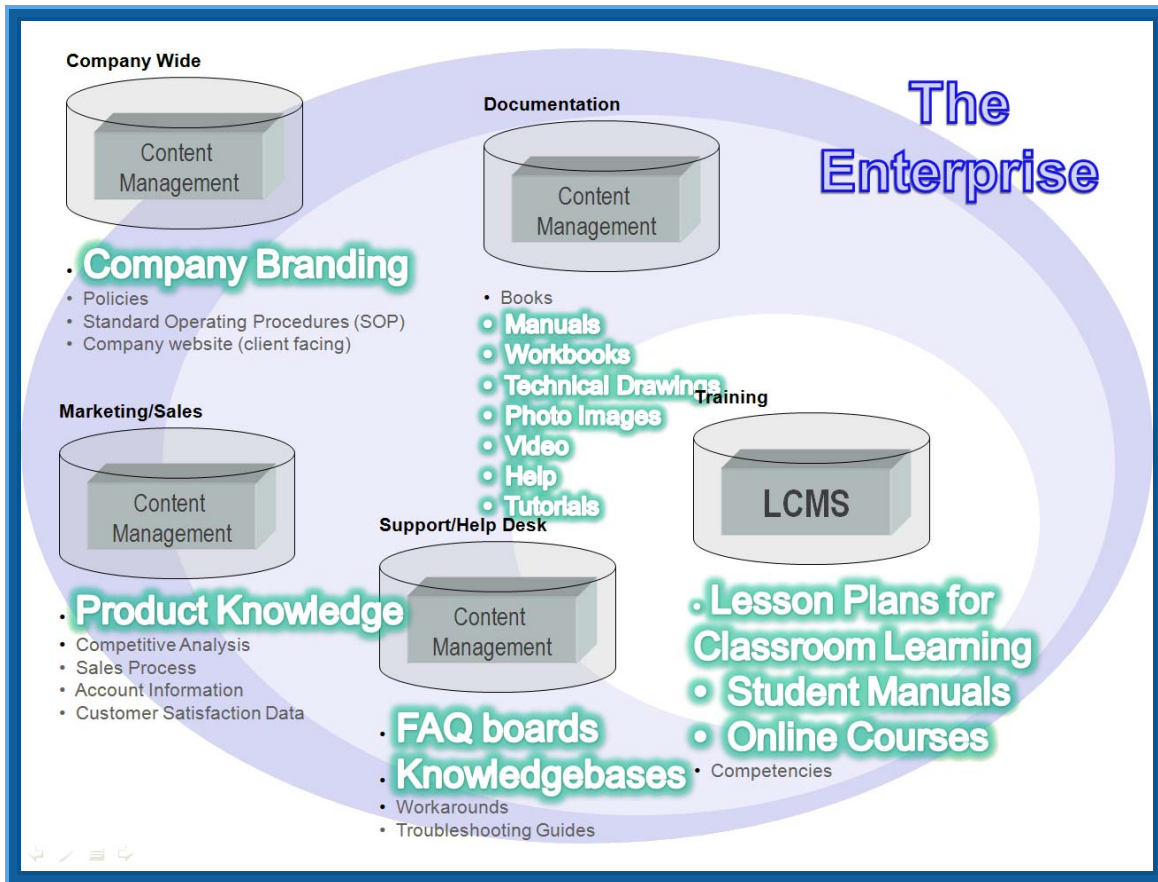 The
Enterprise
Company Wide
Content
Management
• Company Branding
• Policies
• Standard Operating Procedures (SOP)
• Company website (client facing)
Documentation
Content
Management
• Books
• Manuals
• Workbooks
• Technical Drawings
• Photo Images
• Video
• Help
• Tutorials
Marketing/Sales
Content
Management
• Product Knowledge
• Competitive Analysis
• Sales Process
• Account Information
• Customer Satisfaction Data
Support/Help Desk
Content
Management
• FAQ boards
• Knowledgebases
• Workarounds
• Troubleshooting Guides
Training
LCMS
• Lesson Plans for
Classroom Learning
• Student Manuals
• Online Courses
• Competencies